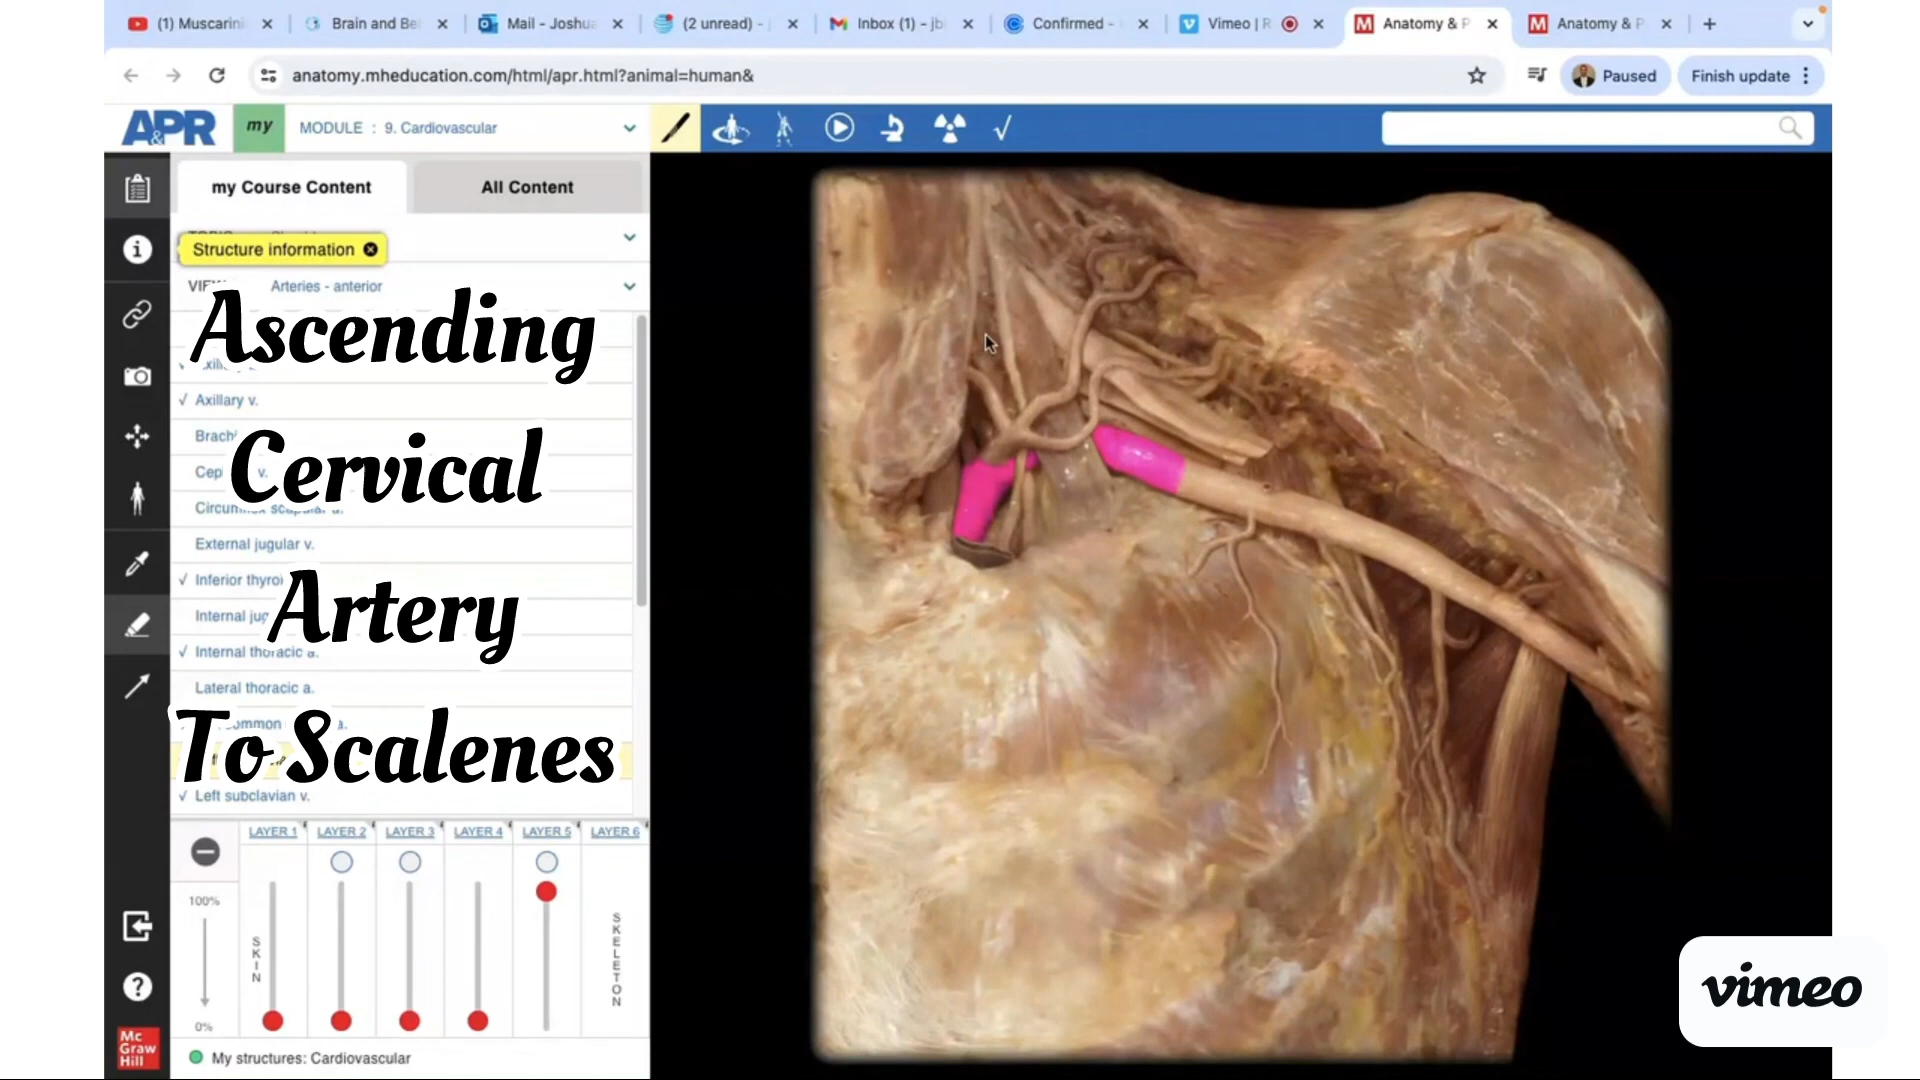 (1) Muscarini
Brain and Be
Mail - Joshua
(2 unread) -
Inbox (1) - jb
Confirmed -
Vimeo | R
Anatomy & P
Anatomy & P
anatomy.mheducation.com/html/apr.html?animal=human&
Paused
Finish update
A&PR
my
MODULE : 9. Cardiovascular
my Course Content
All Content
Structure information
Arteries - anterior
Ascending
Cervical
Artery
To Scalenes
√ Axillary v.
External jugular v.
√ Internal thoracic a.
Lateral thoracic a.
√ Left subclavian v.
LAYER 1
LAYER 2
LAYER 3
LAYER 4
LAYER 5
LAYER 6
100%
0%
SKIN
SKELETON
My structures: Cardiovascular
Mc
Graw
Hill
vimeo